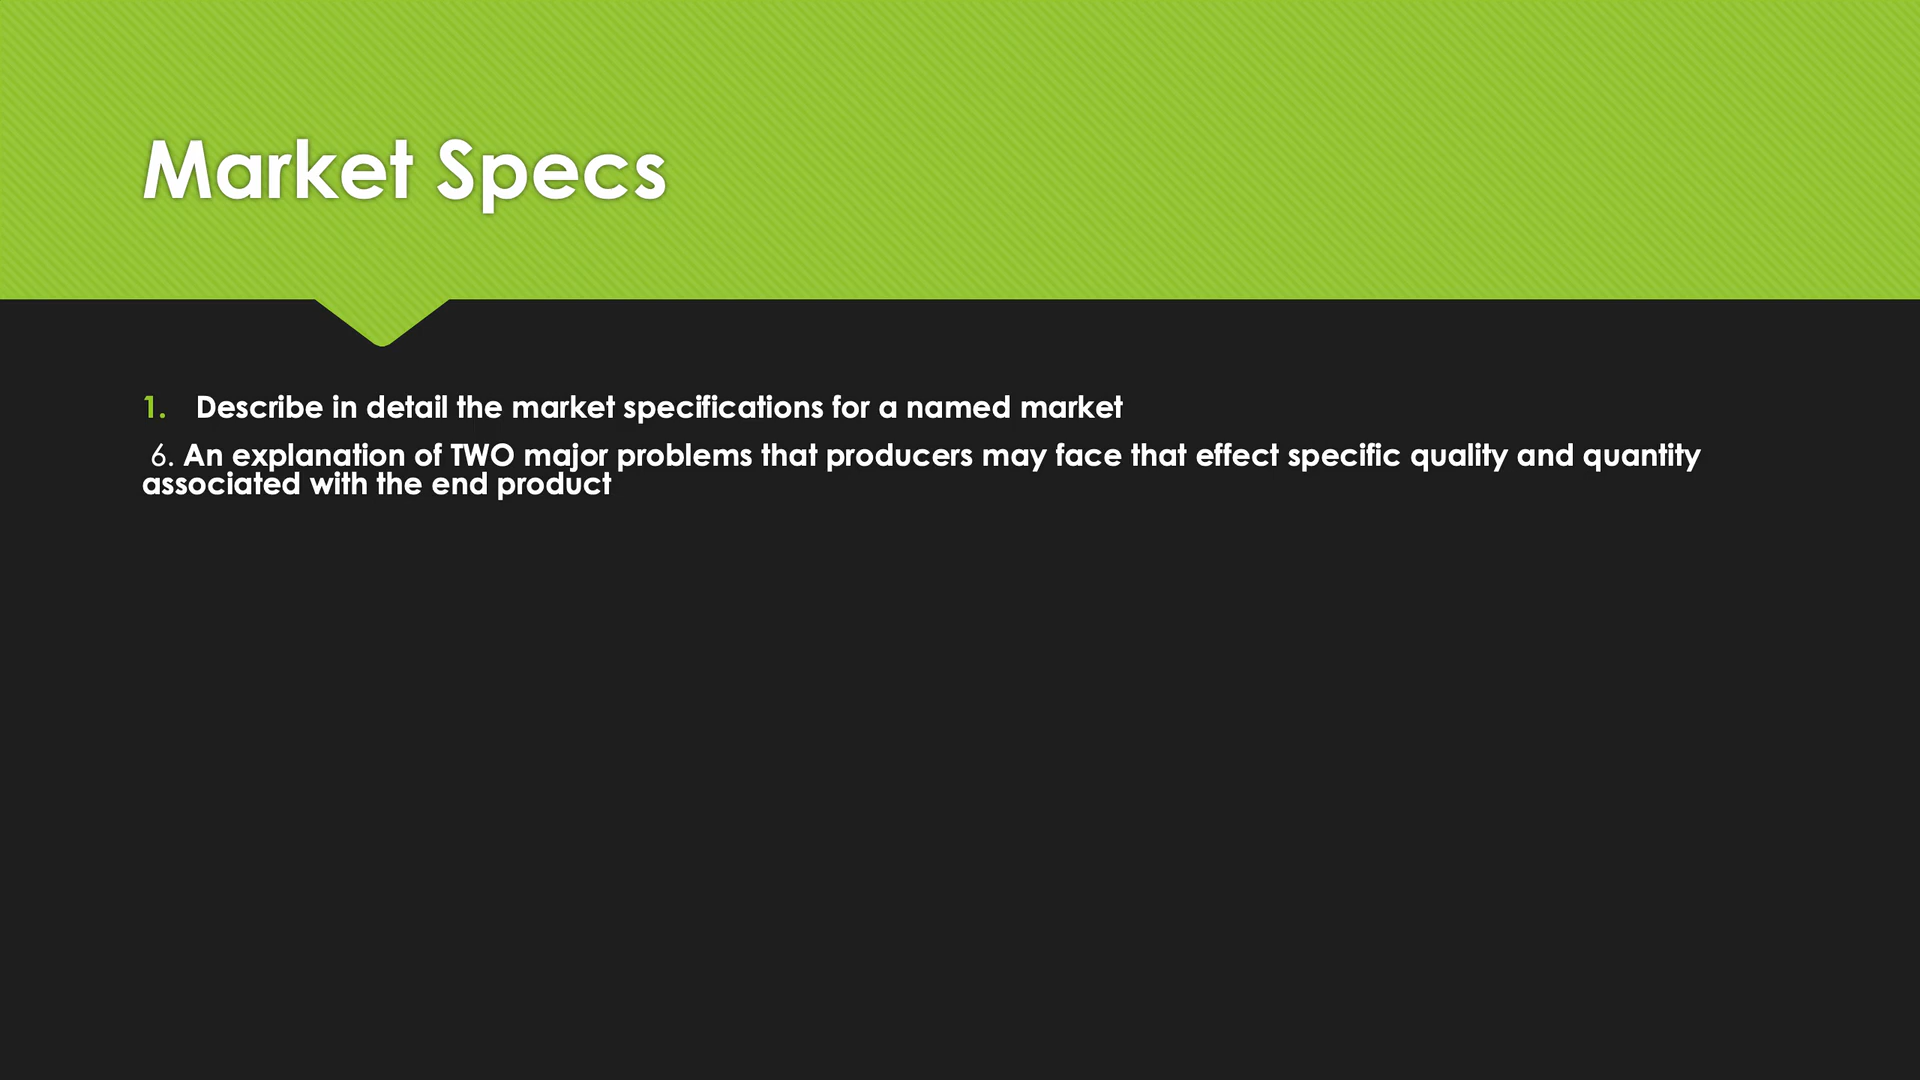 Market Specs
1. Describe in detail the market specifications for a named market
6. An explanation of TWO major problems that producers may face that effect specific quality and quantity
associated with the end product